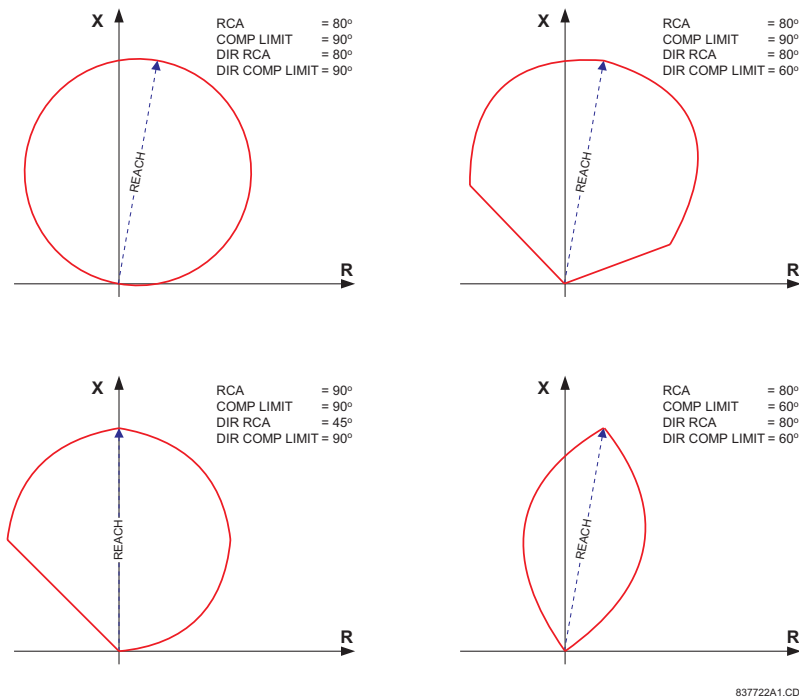 X
RCA = 80º
COMP LIMIT = 90º
DIR RCA = 80º
DIR COMP LIMIT = 90º
REACH
R
X
RCA = 80º
COMP LIMIT = 90º
DIR RCA = 80º
DIR COMP LIMIT = 60º
REACH
R
X
RCA = 90º
COMP LIMIT = 90º
DIR RCA = 45º
DIR COMP LIMIT = 90º
REACH
R
X
RCA = 80º
COMP LIMIT = 60º
DIR RCA = 80º
DIR COMP LIMIT = 60º
REACH
R
837722A1.CD